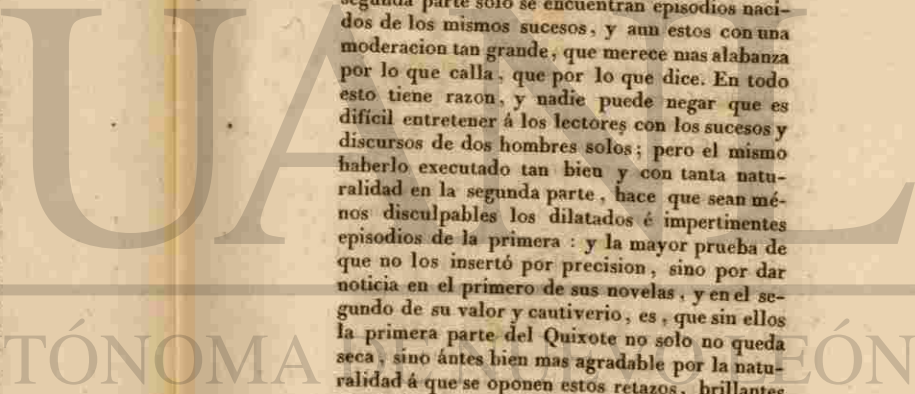 segunda parte solo se encuentran episodios naci-
dos de los mismos sucesos, y aun estos con una
moderacion tan grande, que merece mas alabanza
por lo que calla, que por lo que dice. En todo
esto tiene razon, y nadie puede negar que es
difícil entretener á los lectores con los sucesos y
discursos de dos hombres solos; pero el mismo
haberlo executado tan bien y con tanta natu-
ralidad en la segunda parte, hace que sean mé-
nos disculpables los dilatados é impertinentes
episodios de la primera: y la mayor prueba de
que no los insertó por precision, sino por dar
noticia en el primero de sus novelas, y en el se-
gundo de su valor y cautiverio, es, que sin ellos
la primera parte del Quixote no solo no queda
seca, sino ántes bien mas agradable por la natu-
ralidad á que se oponen estos retazos, brillantes
UANL
TÓNOMA DE NUEVO LEÓN